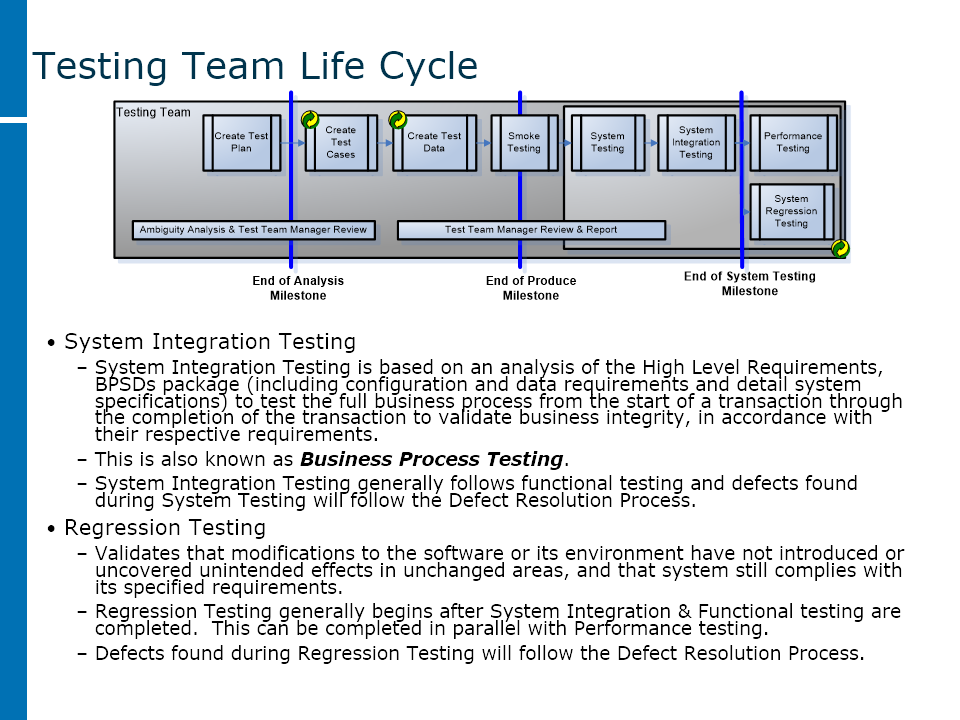 Testing Team Life Cycle
Testing Team
Create Test
Plan
Create
Test
Cases
Create Test
Data
Smoke
Testing
System
Testing
System
Integration
Testing
Performance
Testing
System
Regression
Testing
Ambiguity Analysis & Test Team Manager Review
Test Team Manager Review & Report
End of Analysis
Milestone
End of Produce
Milestone
End of System Testing
Milestone
• System Integration Testing
– System Integration Testing is based on an analysis of the High Level Requirements,
BPSDs package (including configuration and data requirements and detail system
specifications) to test the full business process from the start of a transaction through
the completion of the transaction to validate business integrity, in accordance with
their respective requirements.
– This is also known as Business Process Testing.
– System Integration Testing generally follows functional testing and defects found
during System Testing will follow the Defect Resolution Process.
• Regression Testing
– Validates that modifications to the software or its environment have not introduced or
uncovered unintended effects in unchanged areas, and that system still complies with
its specified requirements.
– Regression Testing generally begins after System Integration & Functional testing are
completed. This can be completed in parallel with Performance testing.
– Defects found during Regression Testing will follow the Defect Resolution Process.